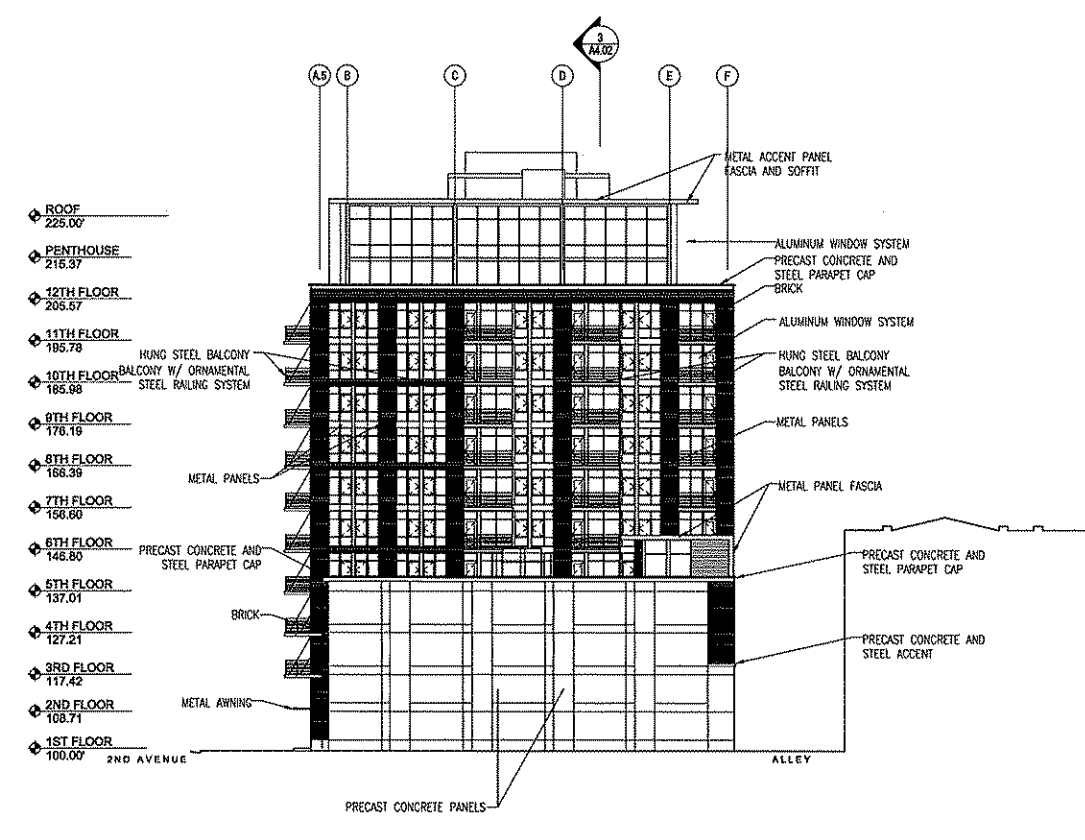 3
A4.02
A.5 B C D E F
METAL ACCENT PANEL
FASCIA AND SOFFIT
ROOF
225.00'
PENTHOUSE
215.37
12TH FLOOR
205.57
11TH FLOOR
195.78
10TH FLOOR
185.98
9TH FLOOR
176.19
8TH FLOOR
166.39
7TH FLOOR
156.60
6TH FLOOR
146.80
5TH FLOOR
137.01
4TH FLOOR
127.21
3RD FLOOR
117.42
2ND FLOOR
108.71
1ST FLOOR
100.00'
HUNG STEEL BALCONY
BALCONY W/ ORNAMENTAL
STEEL RAILING SYSTEM
METAL PANELS
PRECAST CONCRETE AND
STEEL PARAPET CAP
BRICK
METAL AWNING
2ND AVENUE
ALUMINUM WINDOW SYSTEM
PRECAST CONCRETE AND
STEEL PARAPET CAP
BRICK
ALUMINUM WINDOW SYSTEM
HUNG STEEL BALCONY
BALCONY W/ ORNAMENTAL
STEEL RAILING SYSTEM
METAL PANELS
METAL PANEL FASCIA
PRECAST CONCRETE AND
STEEL PARAPET CAP
PRECAST CONCRETE AND
STEEL ACCENT
ALLEY
PRECAST CONCRETE PANELS